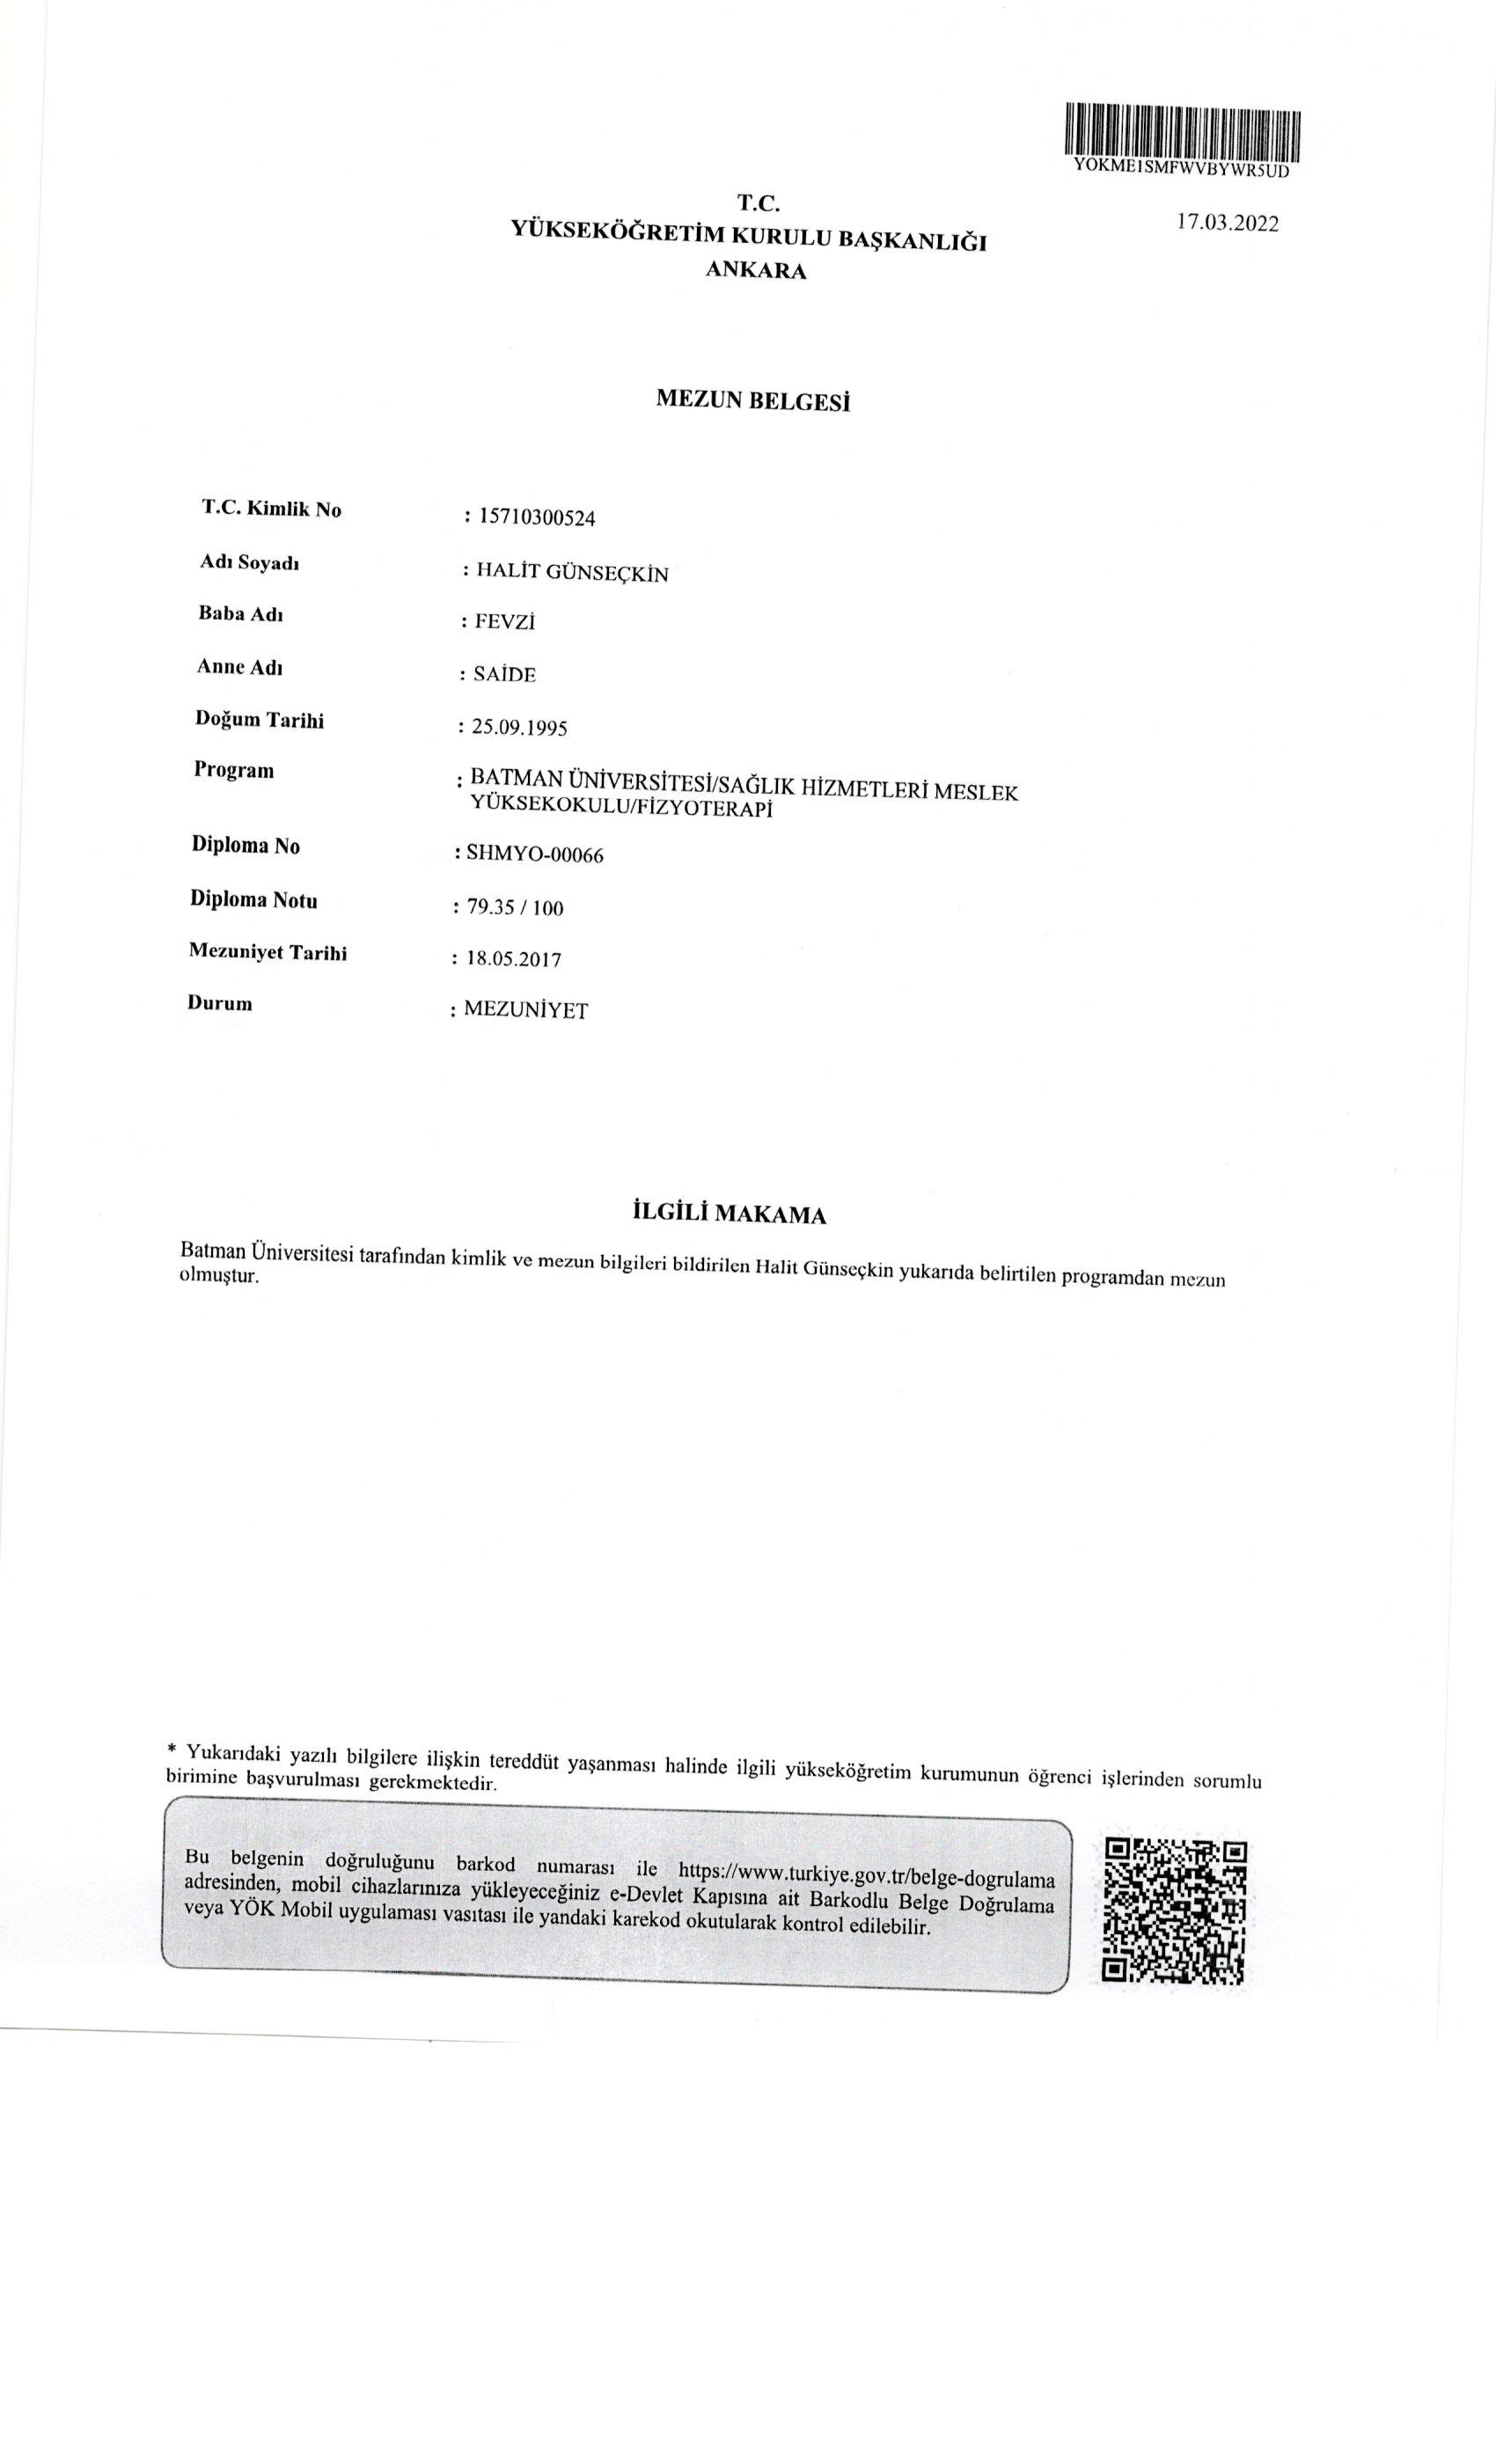 YOKME1SMFWVBYWR5UD
T.C.
17.03.2022
YÜKSEKÖĞRETİM KURULU BAŞKANLIĞI
ANKARA
MEZUN BELGESİ
T.C. Kimlik No : 15710300524
Adı Soyadı : HALİT GÜNSEÇKİN
Baba Adı : FEVZİ
Anne Adı : SAİDE
Doğum Tarihi : 25.09.1995
Program : BATMAN ÜNİVERSİTESİ/SAĞLIK HİZMETLERİ MESLEK
YÜKSEKOKULU/FİZYOTERAPİ
Diploma No : SHMYO-00066
Diploma Notu : 79.35 / 100
Mezuniyet Tarihi : 18.05.2017
Durum : MEZUNİYET
İLGİLİ MAKAMA
Batman Üniversitesi tarafından kimlik ve mezun bilgileri bildirilen Halit Günseçkin yukarıda belirtilen programdan mezun
olmuştur.
* Yukarıdaki yazılı bilgilere ilişkin tereddüt yaşanması halinde ilgili yükseköğretim kurumunun öğrenci işlerinden sorumlu
birimine başvurulması gerekmektedir.
Bu belgenin doğruluğunu barkod numarası ile https://www.turkiye.gov.tr/belge-dogrulama
adresinden, mobil cihazlarınıza yükleyeceğiniz e-Devlet Kapısına ait Barkodlu Belge Doğrulama
veya YÖK Mobil uygulaması vasıtası ile yandaki karekod okutularak kontrol edilebilir.